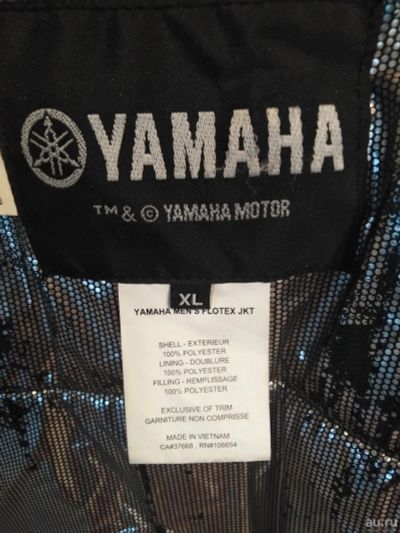 YAMAHA
TM & © YAMAHA MOTOR
XL
YAMAHA MEN'S FLOTEX JKT
SHELL - EXTERIEUR
100% POLYESTER
LINING - DOUBLURE
100% POLYESTER
FILLING - REMPLISSAGE
100% POLYESTER
EXCLUSIVE OF TRIM
GARNITURE NON COMPRISE
MADE IN VIETNAM
CA#37668 , RN#106654
au.ru